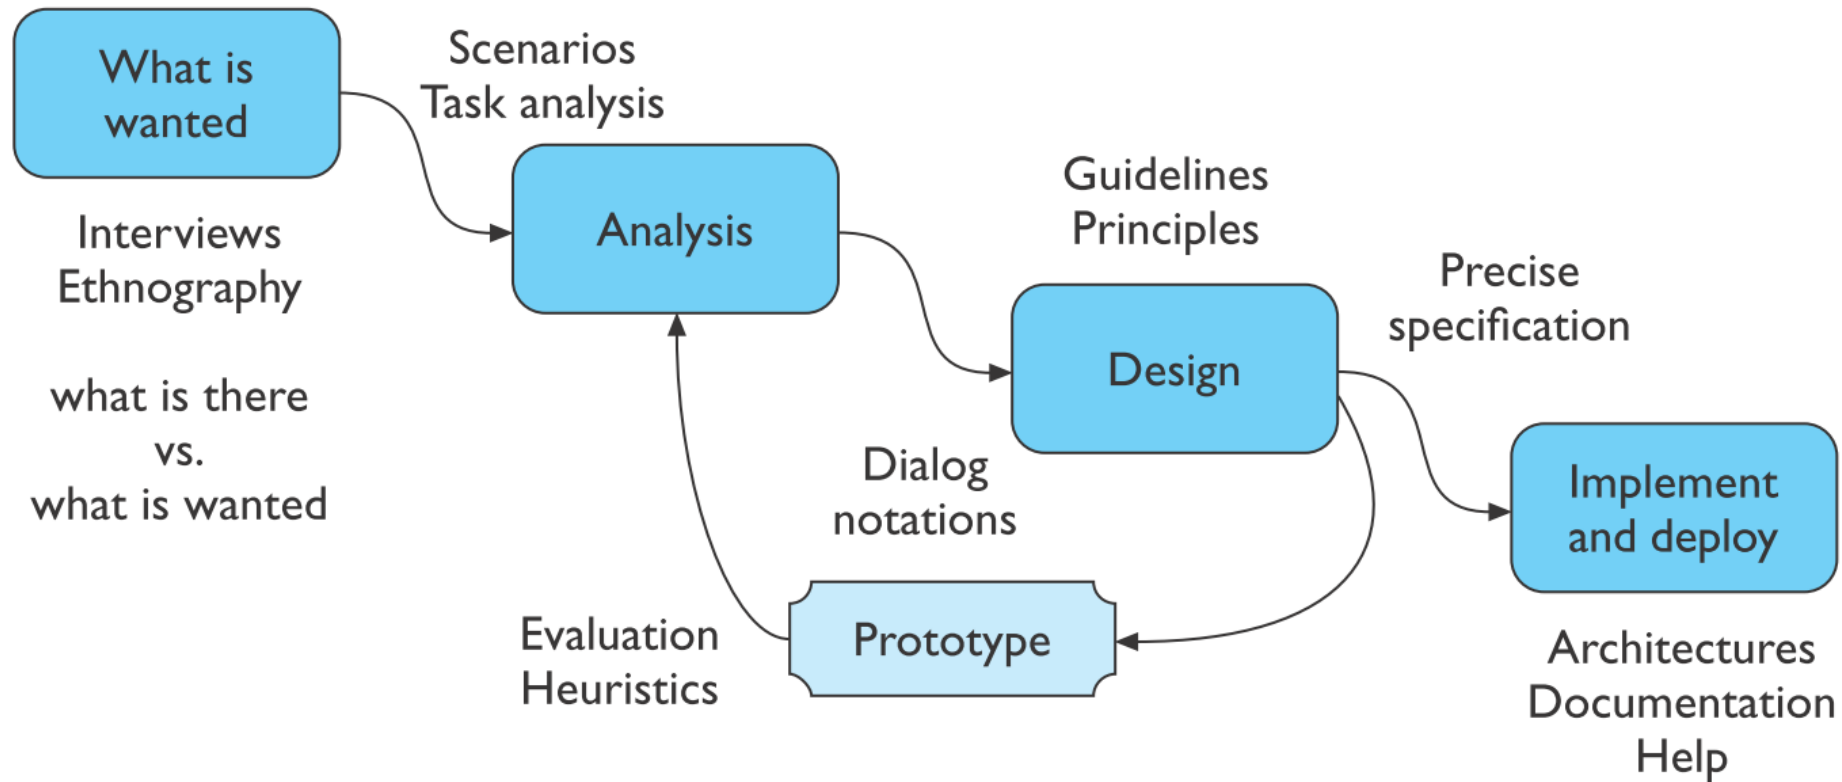 What is
wanted
Scenarios
Task analysis
Interviews
Ethnography
what is there
vs.
what is wanted
Analysis
Guidelines
Principles
Design
Precise
specification
Dialog
notations
Prototype
Evaluation
Heuristics
Implement
and deploy
Architectures
Documentation
Help